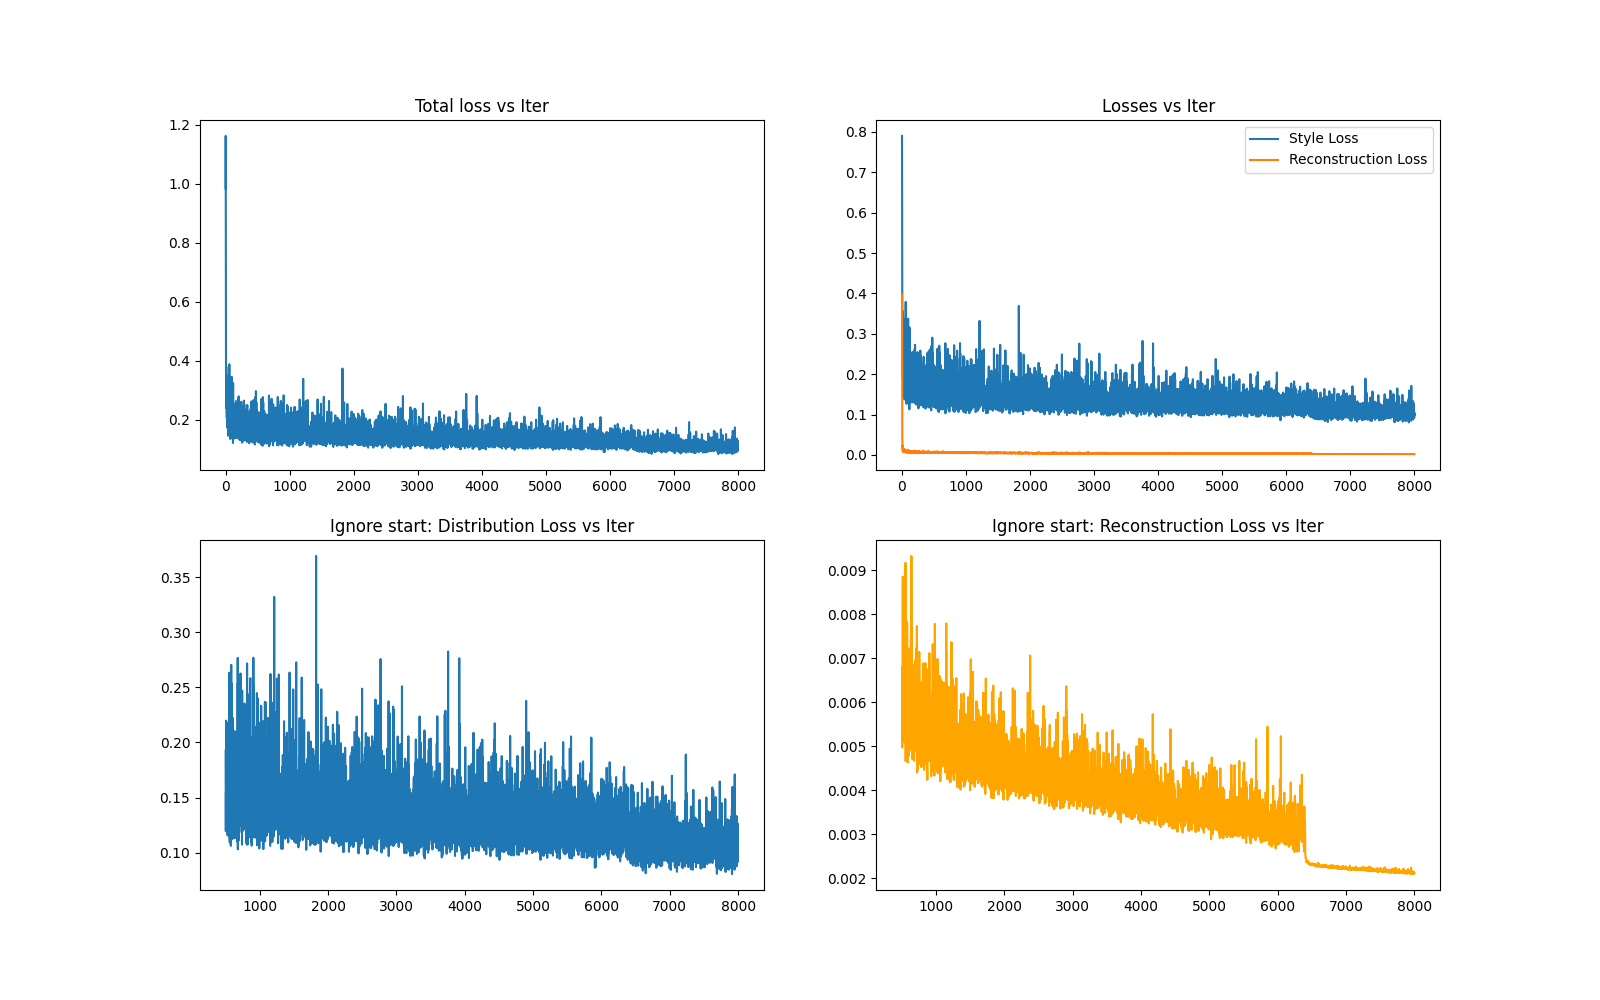 Total loss vs Iter
1.2
1.0
0.8
0.6
0.4
0.2
0 1000 2000 3000 4000 5000 6000 7000 8000
Losses vs Iter
Style Loss
Reconstruction Loss
0.8
0.7
0.6
0.5
0.4
0.3
0.2
0.1
0.0
0 1000 2000 3000 4000 5000 6000 7000 8000
Ignore start: Distribution Loss vs Iter
0.35
0.30
0.25
0.20
0.15
0.10
1000 2000 3000 4000 5000 6000 7000 8000
Ignore start: Reconstruction Loss vs Iter
0.009
0.008
0.007
0.006
0.005
0.004
0.003
0.002
1000 2000 3000 4000 5000 6000 7000 8000